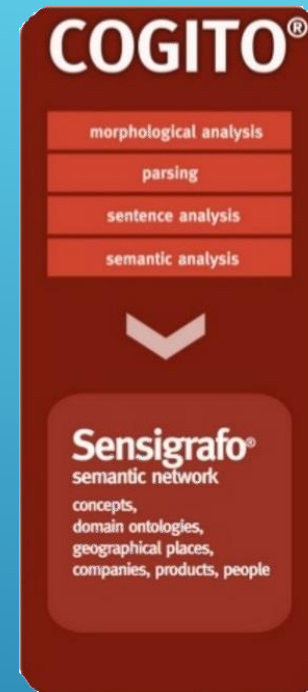 COGITO®
morphological analysis
parsing
sentence analysis
semantic analysis
Sensigrafo®
semantic network
concepts,
domain ontologies,
geographical places,
companies, products, people